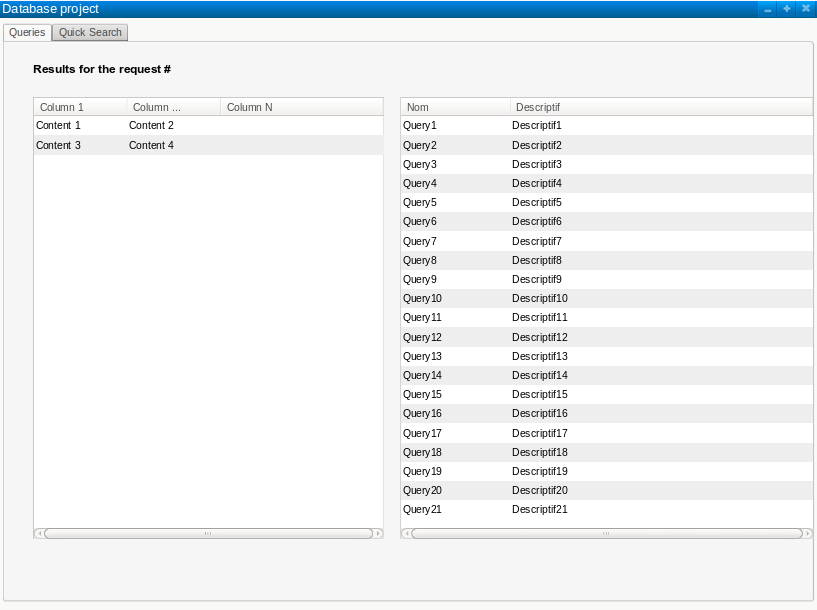 Database project
Queries Quick Search
Results for the request #
Column 1 Column ... Column N
Content 1 Content 2
Content 3 Content 4
Nom Descriptif
Query1 Descriptif1
Query2 Descriptif2
Query3 Descriptif3
Query4 Descriptif4
Query5 Descriptif5
Query6 Descriptif6
Query7 Descriptif7
Query8 Descriptif8
Query9 Descriptif9
Query10 Descriptif10
Query11 Descriptif11
Query12 Descriptif12
Query13 Descriptif13
Query14 Descriptif14
Query15 Descriptif15
Query16 Descriptif16
Query17 Descriptif17
Query18 Descriptif18
Query19 Descriptif19
Query20 Descriptif20
Query21 Descriptif21